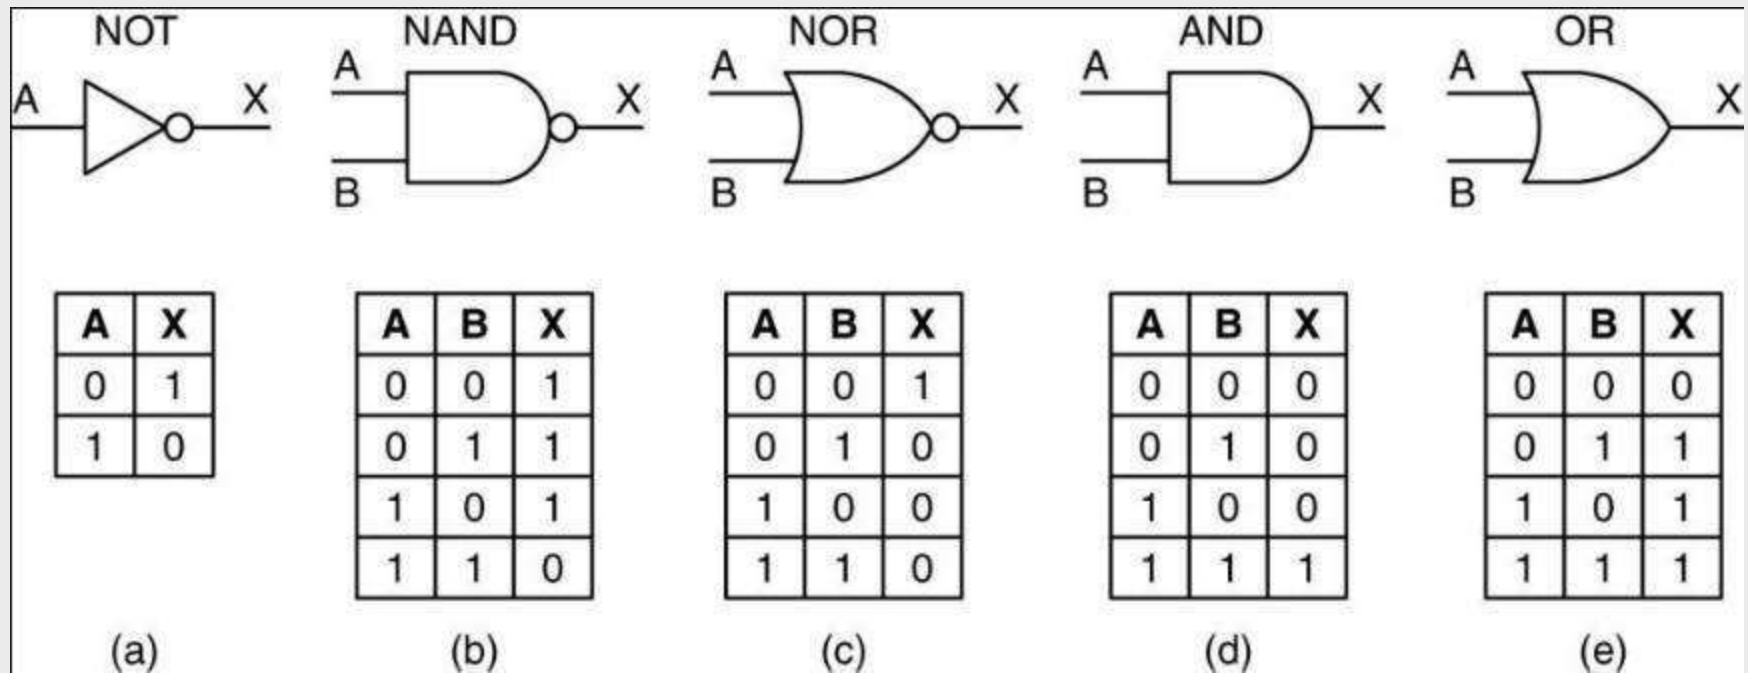 NOT NAND NOR AND OR
A X A B X A B X A B X A B X
A X A B X A B X A B X A B X
0 1 0 0 1 0 0 1 0 0 0 0 0 0
1 0 0 1 1 0 1 0 0 1 0 0 1 1
1 0 1 1 0 0 1 0 0 1 0 1
1 1 0 1 1 0 1 1 1 1 1 1
(a) (b) (c) (d) (e)